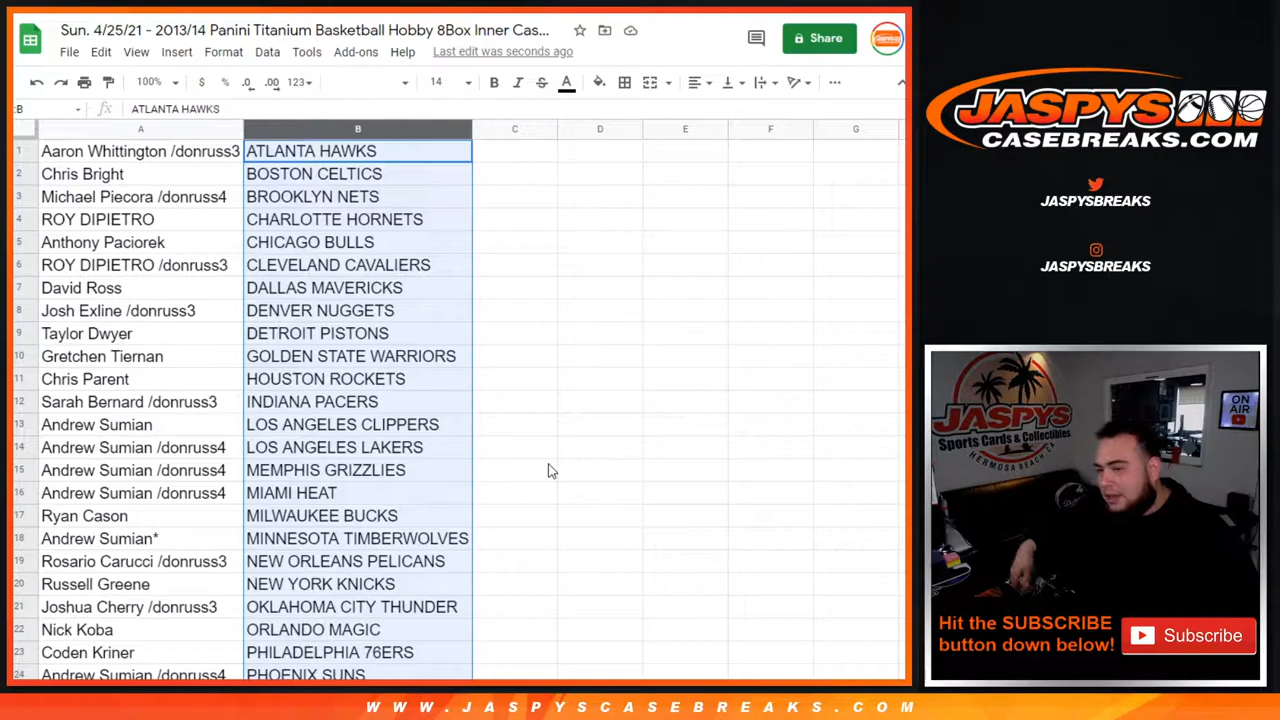 Sun. 4/25/21 - 2013/14 Panini Titanium Basketball Hobby 8Box Inner Cas...
File Edit View Insert Format Data Tools Add-ons Help Last edit was seconds ago
Share
100% $ % .0 .00 123 14 B I S A
:B fx ATLANTA HAWKS
A B C D E F G
1 Aaron Whittington /donruss3 ATLANTA HAWKS
2 Chris Bright BOSTON CELTICS
3 Michael Piecora /donruss4 BROOKLYN NETS
4 ROY DIPIETRO CHARLOTTE HORNETS
5 Anthony Paciorek CHICAGO BULLS
6 ROY DIPIETRO /donruss3 CLEVELAND CAVALIERS
7 David Ross DALLAS MAVERICKS
8 Josh Exline /donruss3 DENVER NUGGETS
9 Taylor Dwyer DETROIT PISTONS
10 Gretchen Tiernan GOLDEN STATE WARRIORS
11 Chris Parent HOUSTON ROCKETS
12 Sarah Bernard /donruss3 INDIANA PACERS
13 Andrew Sumian LOS ANGELES CLIPPERS
14 Andrew Sumian /donruss4 LOS ANGELES LAKERS
15 Andrew Sumian /donruss4 MEMPHIS GRIZZLIES
16 Andrew Sumian /donruss4 MIAMI HEAT
17 Ryan Cason MILWAUKEE BUCKS
18 Andrew Sumian* MINNESOTA TIMBERWOLVES
19 Rosario Carucci /donruss3 NEW ORLEANS PELICANS
20 Russell Greene NEW YORK KNICKS
21 Joshua Cherry /donruss3 OKLAHOMA CITY THUNDER
22 Nick Koba ORLANDO MAGIC
23 Coden Kriner PHILADELPHIA 76ERS
24 Andrew Sumian /donruss4 PHOENIX SUNS
JASPYS
CASEBREAKS.COM
JASPYSBREAKS
JASPYSBREAKS
JASPYS
Sports Cards & Collectibles
HERMOSA BEACH, CA
ON AIR
Hit the SUBSCRIBE
button down below!
Subscribe
WWW.JASPYSCASEBREAKS.COM